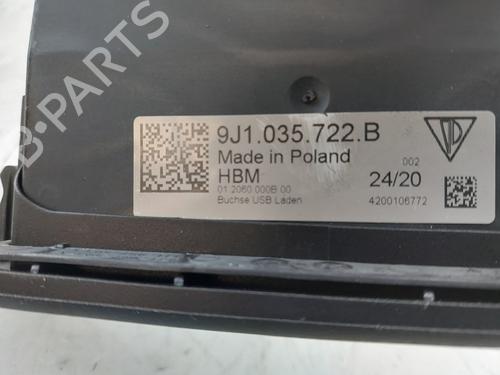 9J1.035.722.B
Made in Poland
002
HBM
24/20
01.2060.000B.00
Buchse USB Laden
4200106772
B-PARTS